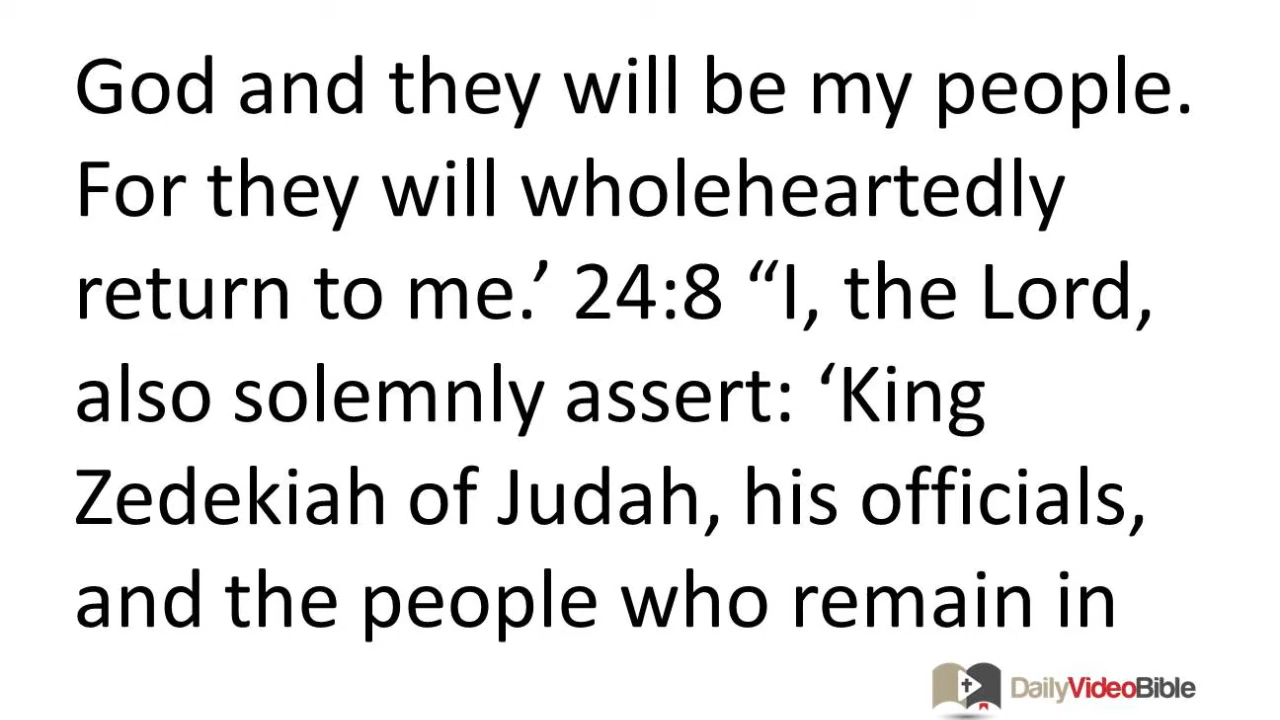 God and they will be my people.
For they will wholeheartedly
return to me.’ 24:8 “I, the Lord,
also solemnly assert: ‘King
Zedekiah of Judah, his officials,
and the people who remain in
DailyVideoBible